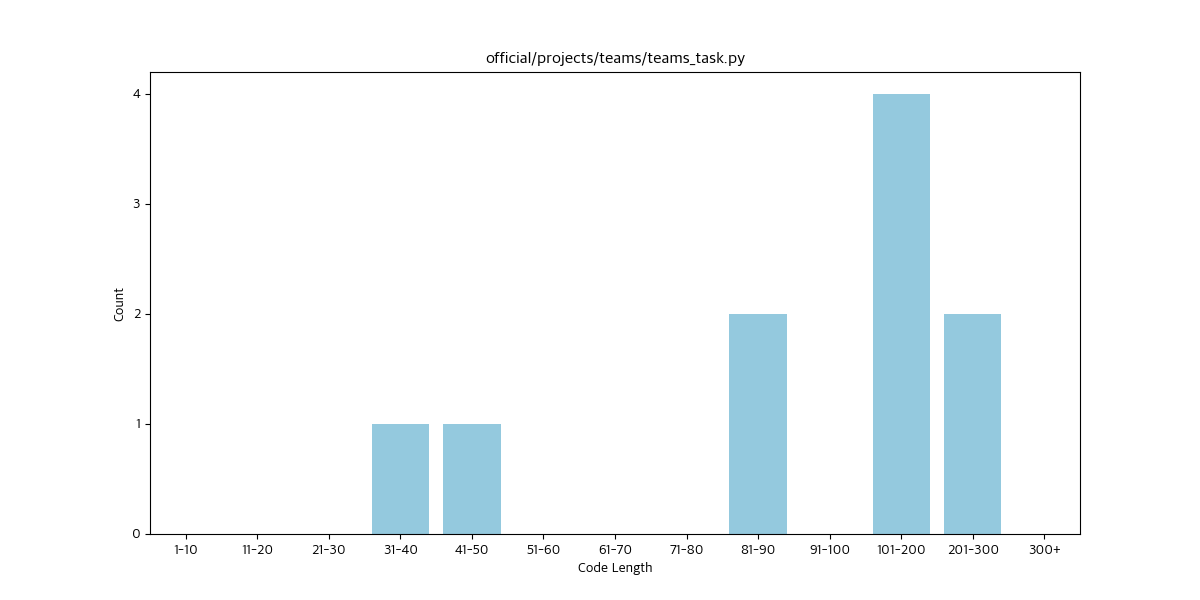 official/projects/teams/teams_task.py
4
3
2
1
0
Count
1-10 11-20 21-30 31-40 41-50 51-60 61-70 71-80 81-90 91-100 101-200 201-300 300+
Code Length